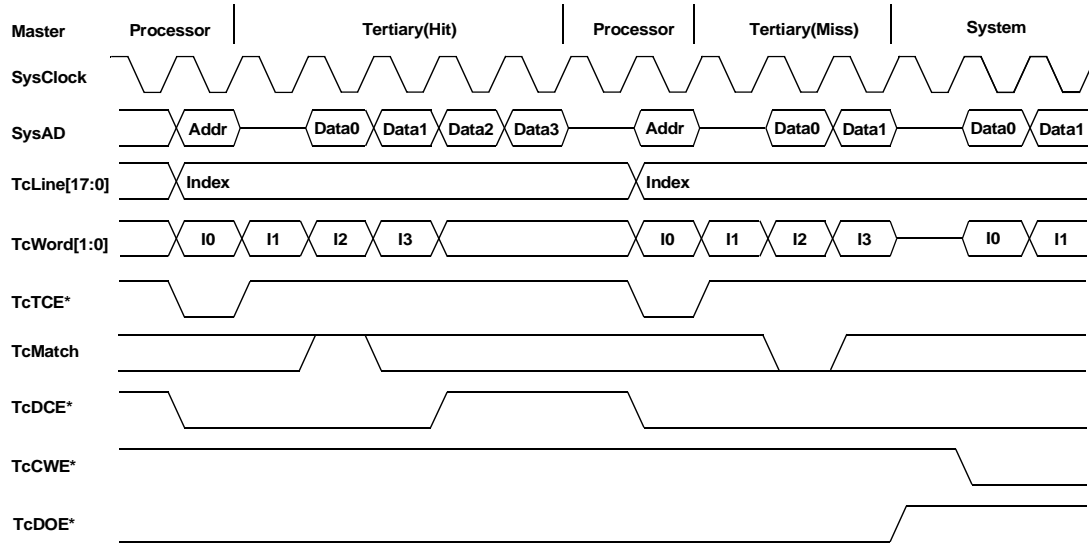 Master Processor Tertiary(Hit) Processor Tertiary(Miss) System
SysClock
SysAD Addr Data0 Data1 Data2 Data3 Addr Data0 Data1 Data0 Data1
TcLine[17:0] Index Index
TcWord[1:0] I0 I1 I2 I3 I0 I1 I2 I3 I0 I1
TcTCE*
TcMatch
TcDCE*
TcCWE*
TcDOE*